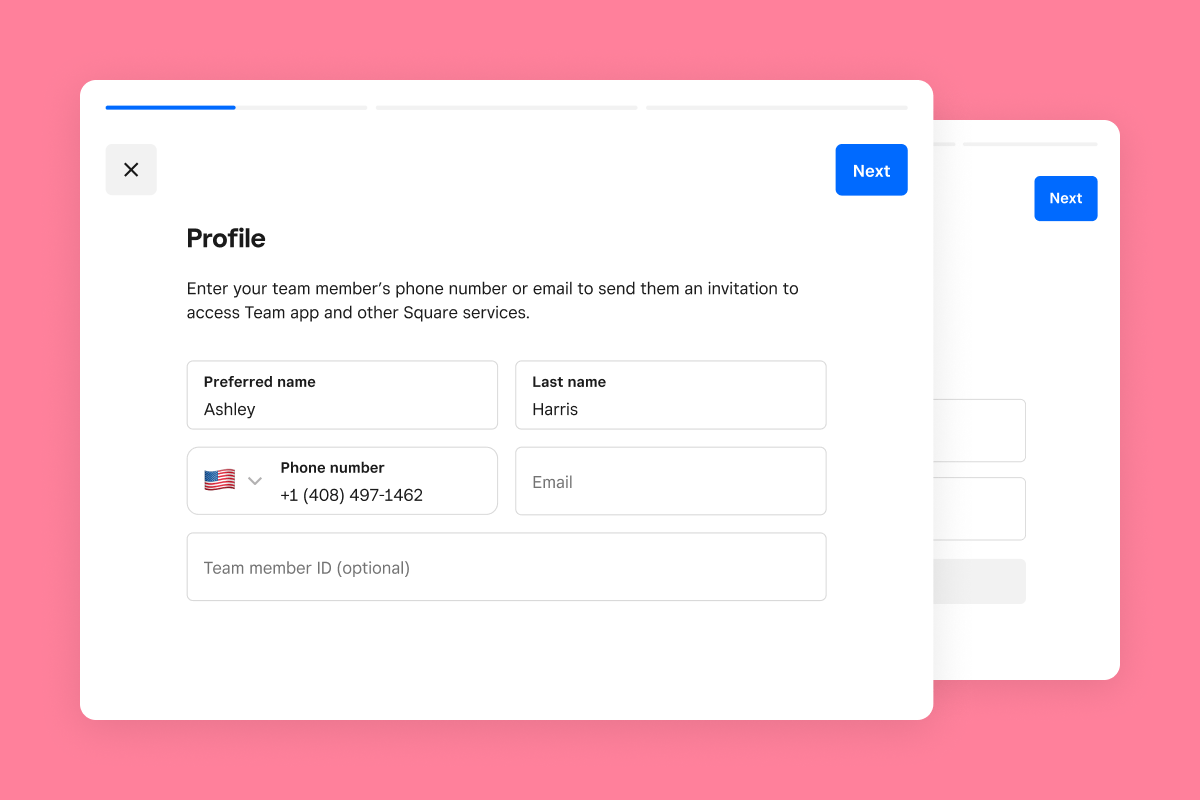 Next
Next
Profile
Enter your team member’s phone number or email to send them an invitation to
access Team app and other Square services.
Preferred name
Ashley
Last name
Harris
Phone number
+1 (408) 497-1462
Email
Team member ID (optional)